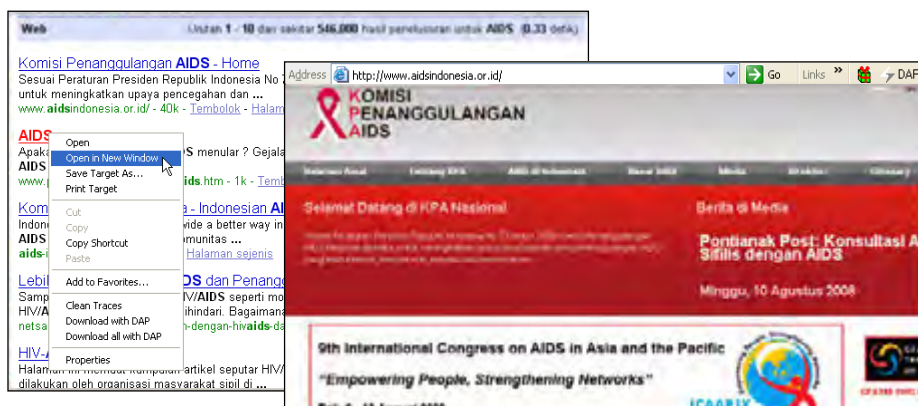 Web
Urutan 1 - 10 dari sekitar 546,000 hasil penelusuran untuk AIDS (0.33 detik)
Komisi Penanggulangan AIDS - Home
Sesuai Peraturan Presiden Republik Indonesia No
untuk meningkatkan upaya pencegahan dan ...
www.aidsindonesia.or.id/ - 40k - Tembolok - Halam
AIDS
Apaka
S menular ? Gejala
AIDS
www.
ids.htm - 1k - Temb
Kom
a - Indonesian AI
Indon
vide a better way in
AIDS
omunitas ...
aids-i
Halaman sejenis
Lebil
DS dan Penang
Samp
V/AIDS seperti mo
HIV/A
ihindari. Bagaimana
netsa
n-dengan-hivaids-da
HIV-A
Halaman ini memuat kumpulan artikel seputar HIV/
dilakukan oleh organisasi masyarakat sipil di ...
Open
Open in New Window
Save Target As...
Print Target
Cut
Copy
Copy Shortcut
Paste
Add to Favorites...
Clean Traces
Download with DAP
Download all with DAP
Properties
Address http://www.aidsindonesia.or.id/ Go Links » DAP
KOMISI
PENANGGULANGAN
AIDS
Media
Selamat Datang di KPA Nasional
Berita di Media
Pontianak Post: Konsultasi A
Sifilis dengan AIDS
Minggu, 10 Agustus 2008
9th International Congress on AIDS in Asia and the Pacific
"Empowering People, Strengthening Networks"
ICAAP IX